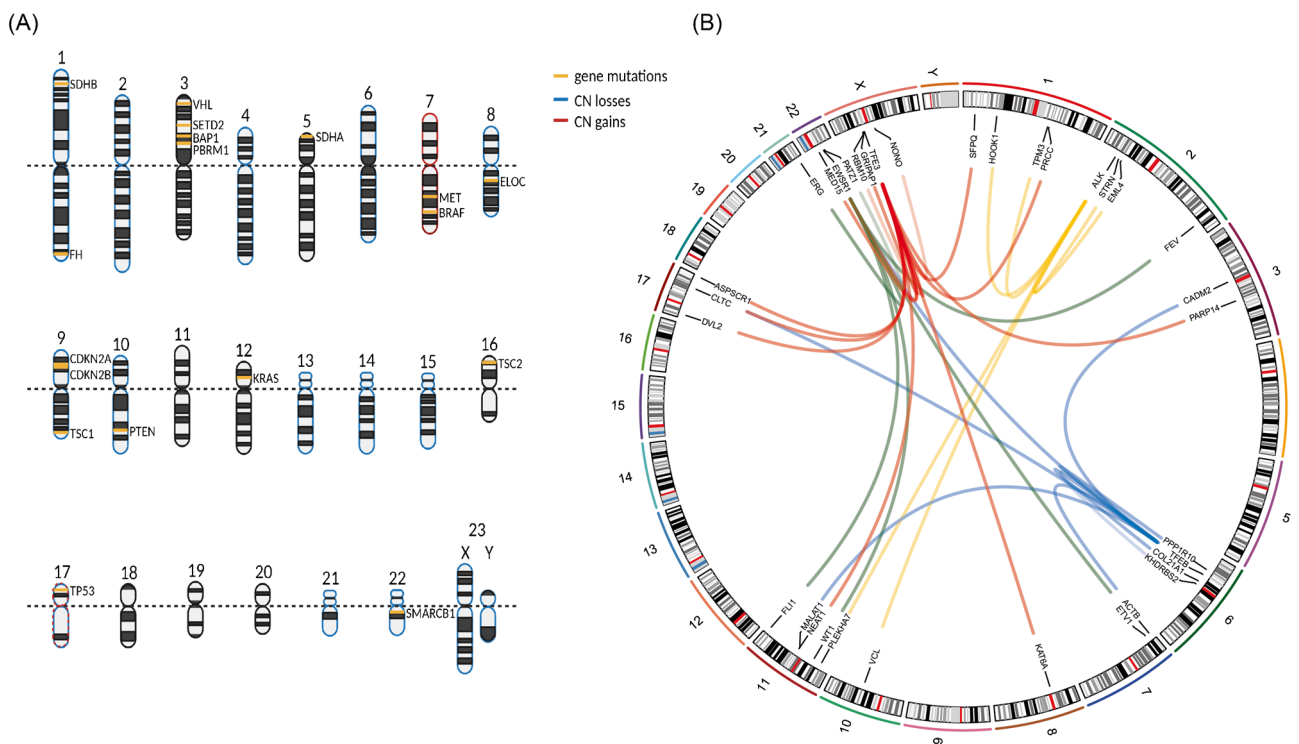 (A)
(B)
1
2
3
4
5
6
7
8
SDHB
FH
VHL
SETD2
BAP1
PBRM1
SDHA
MET
BRAF
ELOC
gene mutations
CN losses
CN gains
9
10
11
12
13
14
15
16
CDKN2A
CDKN2B
TSC1
PTEN
KRAS
TSC2
17
18
19
20
21
22
23
X Y
TP53
SMARCB1
1
2
3
5
6
7
8
9
10
11
12
13
14
15
16
17
18
19
20
21
22
X
Y
SFPQ
HOOK1
TPM3
PRCC
ALK
STRN
EML4
FEV
CADM2
PARP14
PPP1R10
TFEB
COL21A1
KHDRBS2
ACTB
ETV1
KAT6A
VCL
PLEKHA7
WT1
NEAT1
MALAT1
FLI1
DVL2
CLTC
ASPSCR1
ERG
MED15
EWSR1
PATZ1
RBM10
GRIPAP1
TFE3
NONO